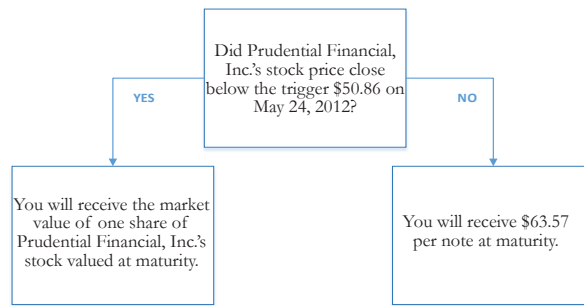 Did Prudential Financial,
Inc.'s stock price close
below the trigger $50.86 on
May 24, 2012?
YES
NO
You will receive the market
value of one share of
Prudential Financial, Inc.'s
stock valued at maturity.
You will receive $63.57
per note at maturity.